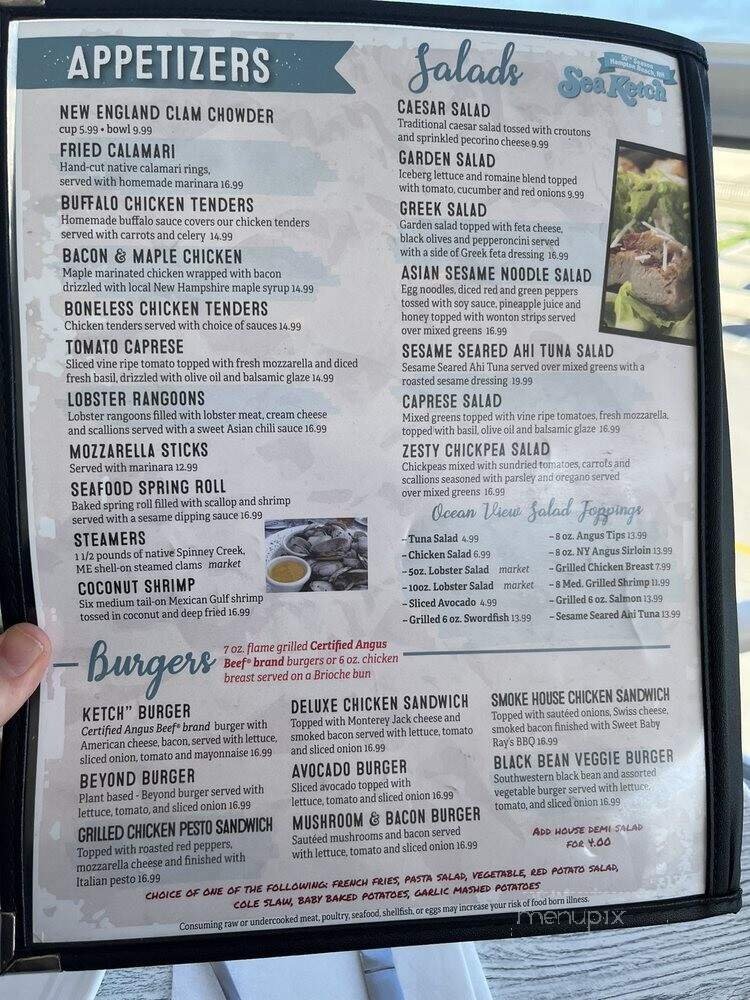 APPETIZERS
NEW ENGLAND CLAM CHOWDER
cup 5.99 • bowl 9.99
FRIED CALAMARI
Hand-cut native calamari rings,
served with homemade marinara 16.99
BUFFALO CHICKEN TENDERS
Homemade buffalo sauce covers our chicken tenders
served with carrots and celery 14.99
BACON & MAPLE CHICKEN
Maple marinated chicken wrapped with bacon
drizzled with local New Hampshire maple syrup 14.99
BONELESS CHICKEN TENDERS
Chicken tenders served with choice of sauces 14.99
TOMATO CAPRESE
Sliced vine ripe tomato topped with fresh mozzarella and diced
fresh basil, drizzled with olive oil and balsamic glaze 14.99
LOBSTER RANGOONS
Lobster rangoons filled with lobster meat, cream cheese
and scallions served with a sweet Asian chili sauce 16.99
MOZZARELLA STICKS
Served with marinara 12.99
SEAFOOD SPRING ROLL
Baked spring roll filled with scallop and shrimp
served with a sesame dipping sauce 16.99
STEAMERS
1 1/2 pounds of native Spinney Creek,
ME shell-on steamed clams market
COCONUT SHRIMP
Six medium tail-on Mexican Gulf shrimp
tossed in coconut and deep fried 16.99
Salads
50th Season
Hampton Beach, NH
Sea Ketch
CAESAR SALAD
Traditional caesar salad tossed with croutons
and sprinkled pecorino cheese 9.99
GARDEN SALAD
Iceberg lettuce and romaine blend topped
with tomato, cucumber and red onions 9.99
GREEK SALAD
Garden salad topped with feta cheese,
black olives and pepperoncini served
with a side of Greek feta dressing 16.99
ASIAN SESAME NOODLE SALAD
Egg noodles, diced red and green peppers
tossed with soy sauce, pineapple juice and
honey topped with wonton strips served
over mixed greens 16.99
SESAME SEARED AHI TUNA SALAD
Sesame Seared Ahi Tuna served over mixed greens with a
roasted sesame dressing 19.99
CAPRESE SALAD
Mixed greens topped with vine ripe tomatoes, fresh mozzarella,
topped with basil, olive oil and balsamic glaze 16.99
ZESTY CHICKPEA SALAD
Chickpeas mixed with sundried tomatoes, carrots and
scallions seasoned with parsley and oregano served
over mixed greens 16.99
Ocean View Salad Toppings
- Tuna Salad 4.99
- Chicken Salad 6.99
- 5oz. Lobster Salad market
- 10oz. Lobster Salad market
- Sliced Avocado 4.99
- Grilled 6 oz. Swordfish 13.99
- 8 oz. Angus Tips 13.99
- 8 oz. NY Angus Sirloin 13.99
- Grilled Chicken Breast 7.99
- 8 Med. Grilled Shrimp 11.99
- Grilled 6 oz. Salmon 13.99
- Sesame Seared Ahi Tuna 13.99
Burgers
7 oz. flame grilled Certified Angus
Beef® brand burgers or 6 oz. chicken
breast served on a Brioche bun
KETCH" BURGER
Certified Angus Beef® brand burger with
American cheese, bacon, served with lettuce,
sliced onion, tomato and mayonnaise 16.99
BEYOND BURGER
Plant based - Beyond burger served with
lettuce, tomato, and sliced onion 16.99
GRILLED CHICKEN PESTO SANDWICH
Topped with roasted red peppers,
mozzarella cheese and finished with
Italian pesto 16.99
DELUXE CHICKEN SANDWICH
Topped with Monterey Jack cheese and
smoked bacon served with lettuce, tomato
and sliced onion 16.99
AVOCADO BURGER
Sliced avocado topped with
lettuce, tomato and sliced onion 16.99
MUSHROOM & BACON BURGER
Sautéed mushrooms and bacon served
with lettuce, tomato and sliced onion 16.99
SMOKE HOUSE CHICKEN SANDWICH
Topped with sautéed onions, Swiss cheese,
smoked bacon finished with Sweet Baby
Ray's BBQ 16.99
BLACK BEAN VEGGIE BURGER
Southwestern black bean and assorted
vegetable burger served with lettuce,
tomato, and sliced onion 16.99
ADD HOUSE DEMI SALAD
FOR 4.00
CHOICE OF ONE OF THE FOLLOWING: FRENCH FRIES, PASTA SALAD, VEGETABLE, RED POTATO SALAD,
COLE SLAW, BABY BAKED POTATOES, GARLIC MASHED POTATOES
Consuming raw or undercooked meat, poultry, seafood, shellfish, or eggs may increase your risk of food born illness.
menupix